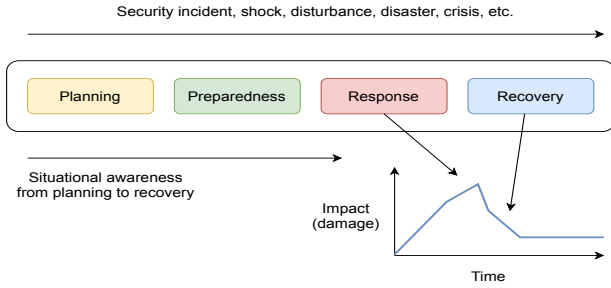 Security incident, shock, disturbance, disaster, crisis, etc.
Planning
Preparedness
Response
Recovery
Situational awareness
from planning to recovery
Impact
(damage)
Time